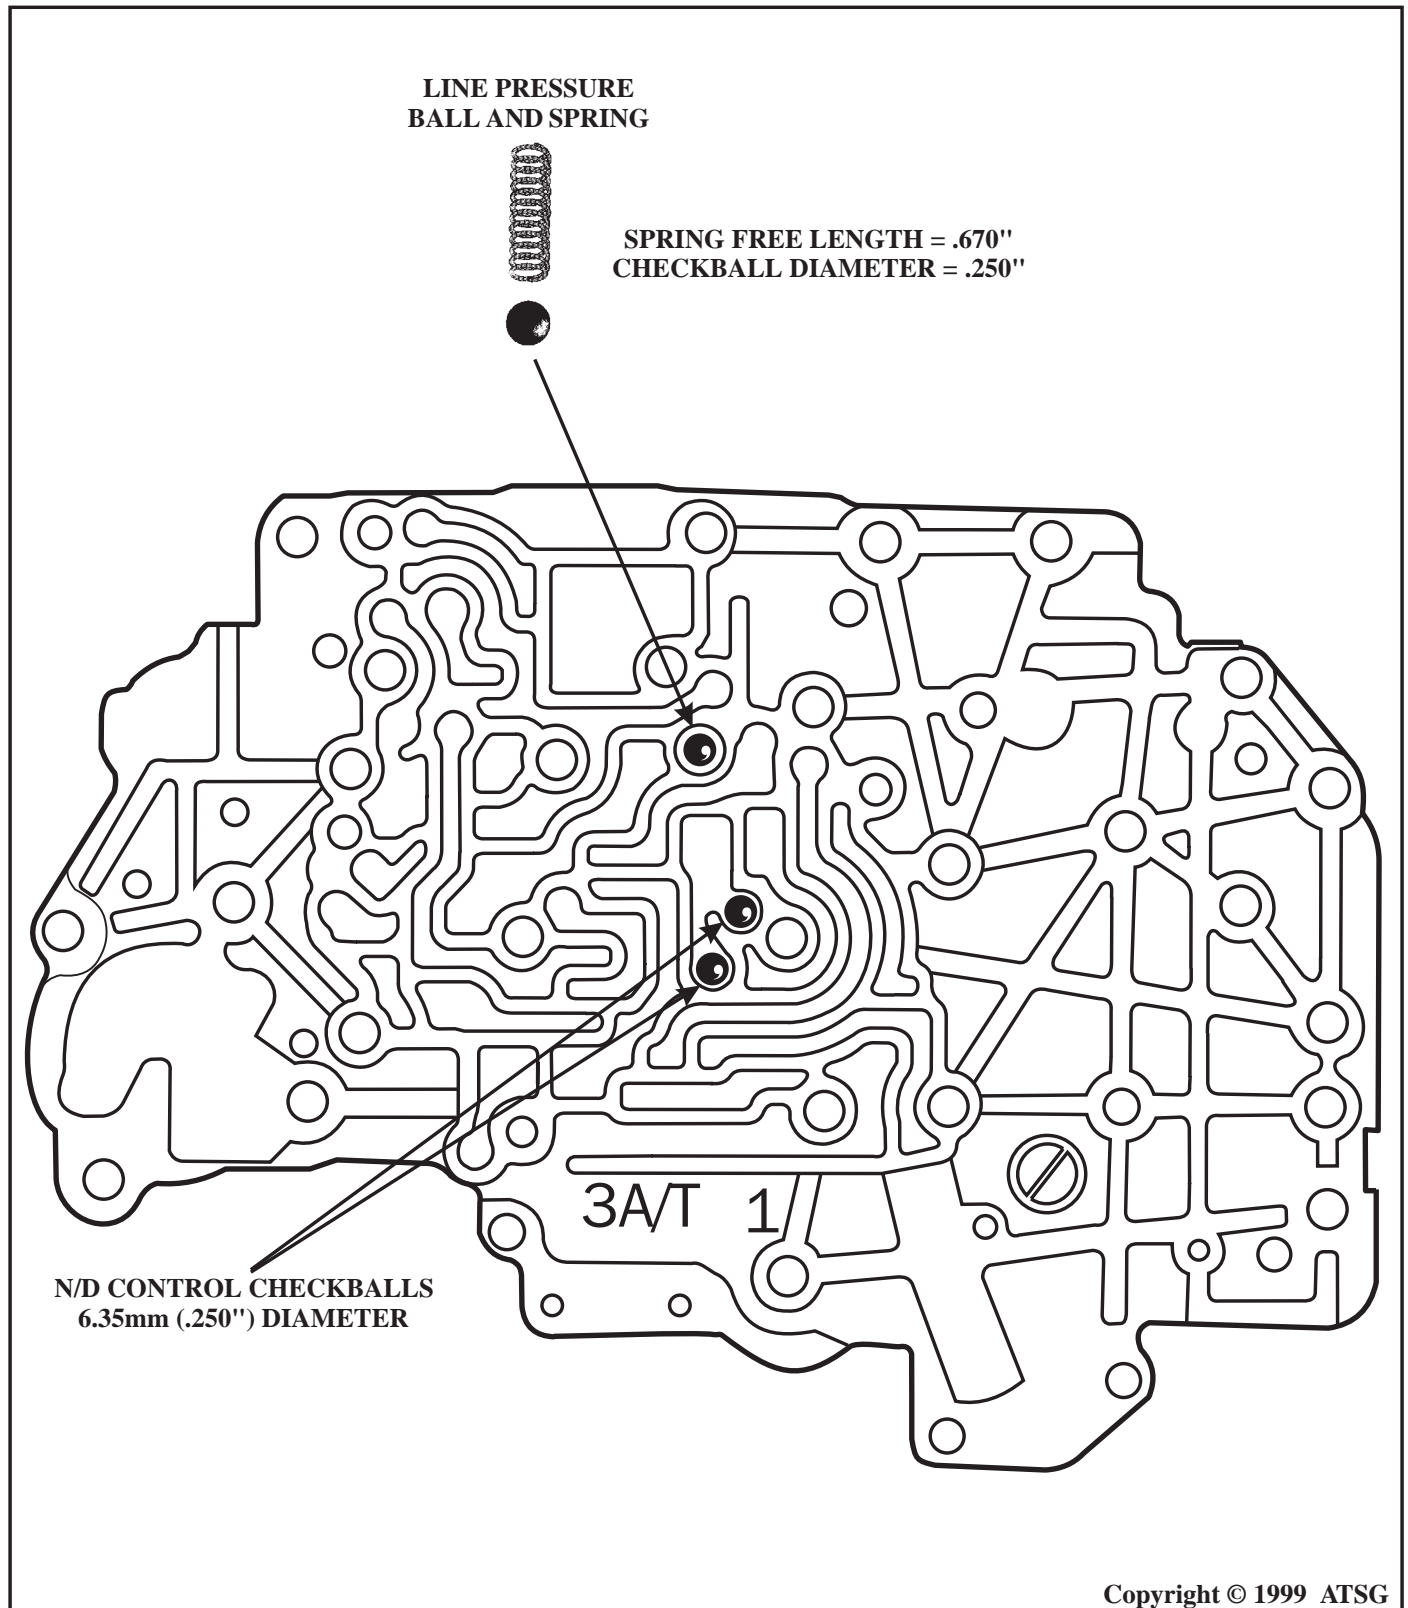 LINE PRESSURE
BALL AND SPRING
SPRING FREE LENGTH = .670"
CHECKBALL DIAMETER = .250"
3A/T 1
N/D CONTROL CHECKBALLS
6.35mm (.250") DIAMETER
Copyright © 1999 ATSG